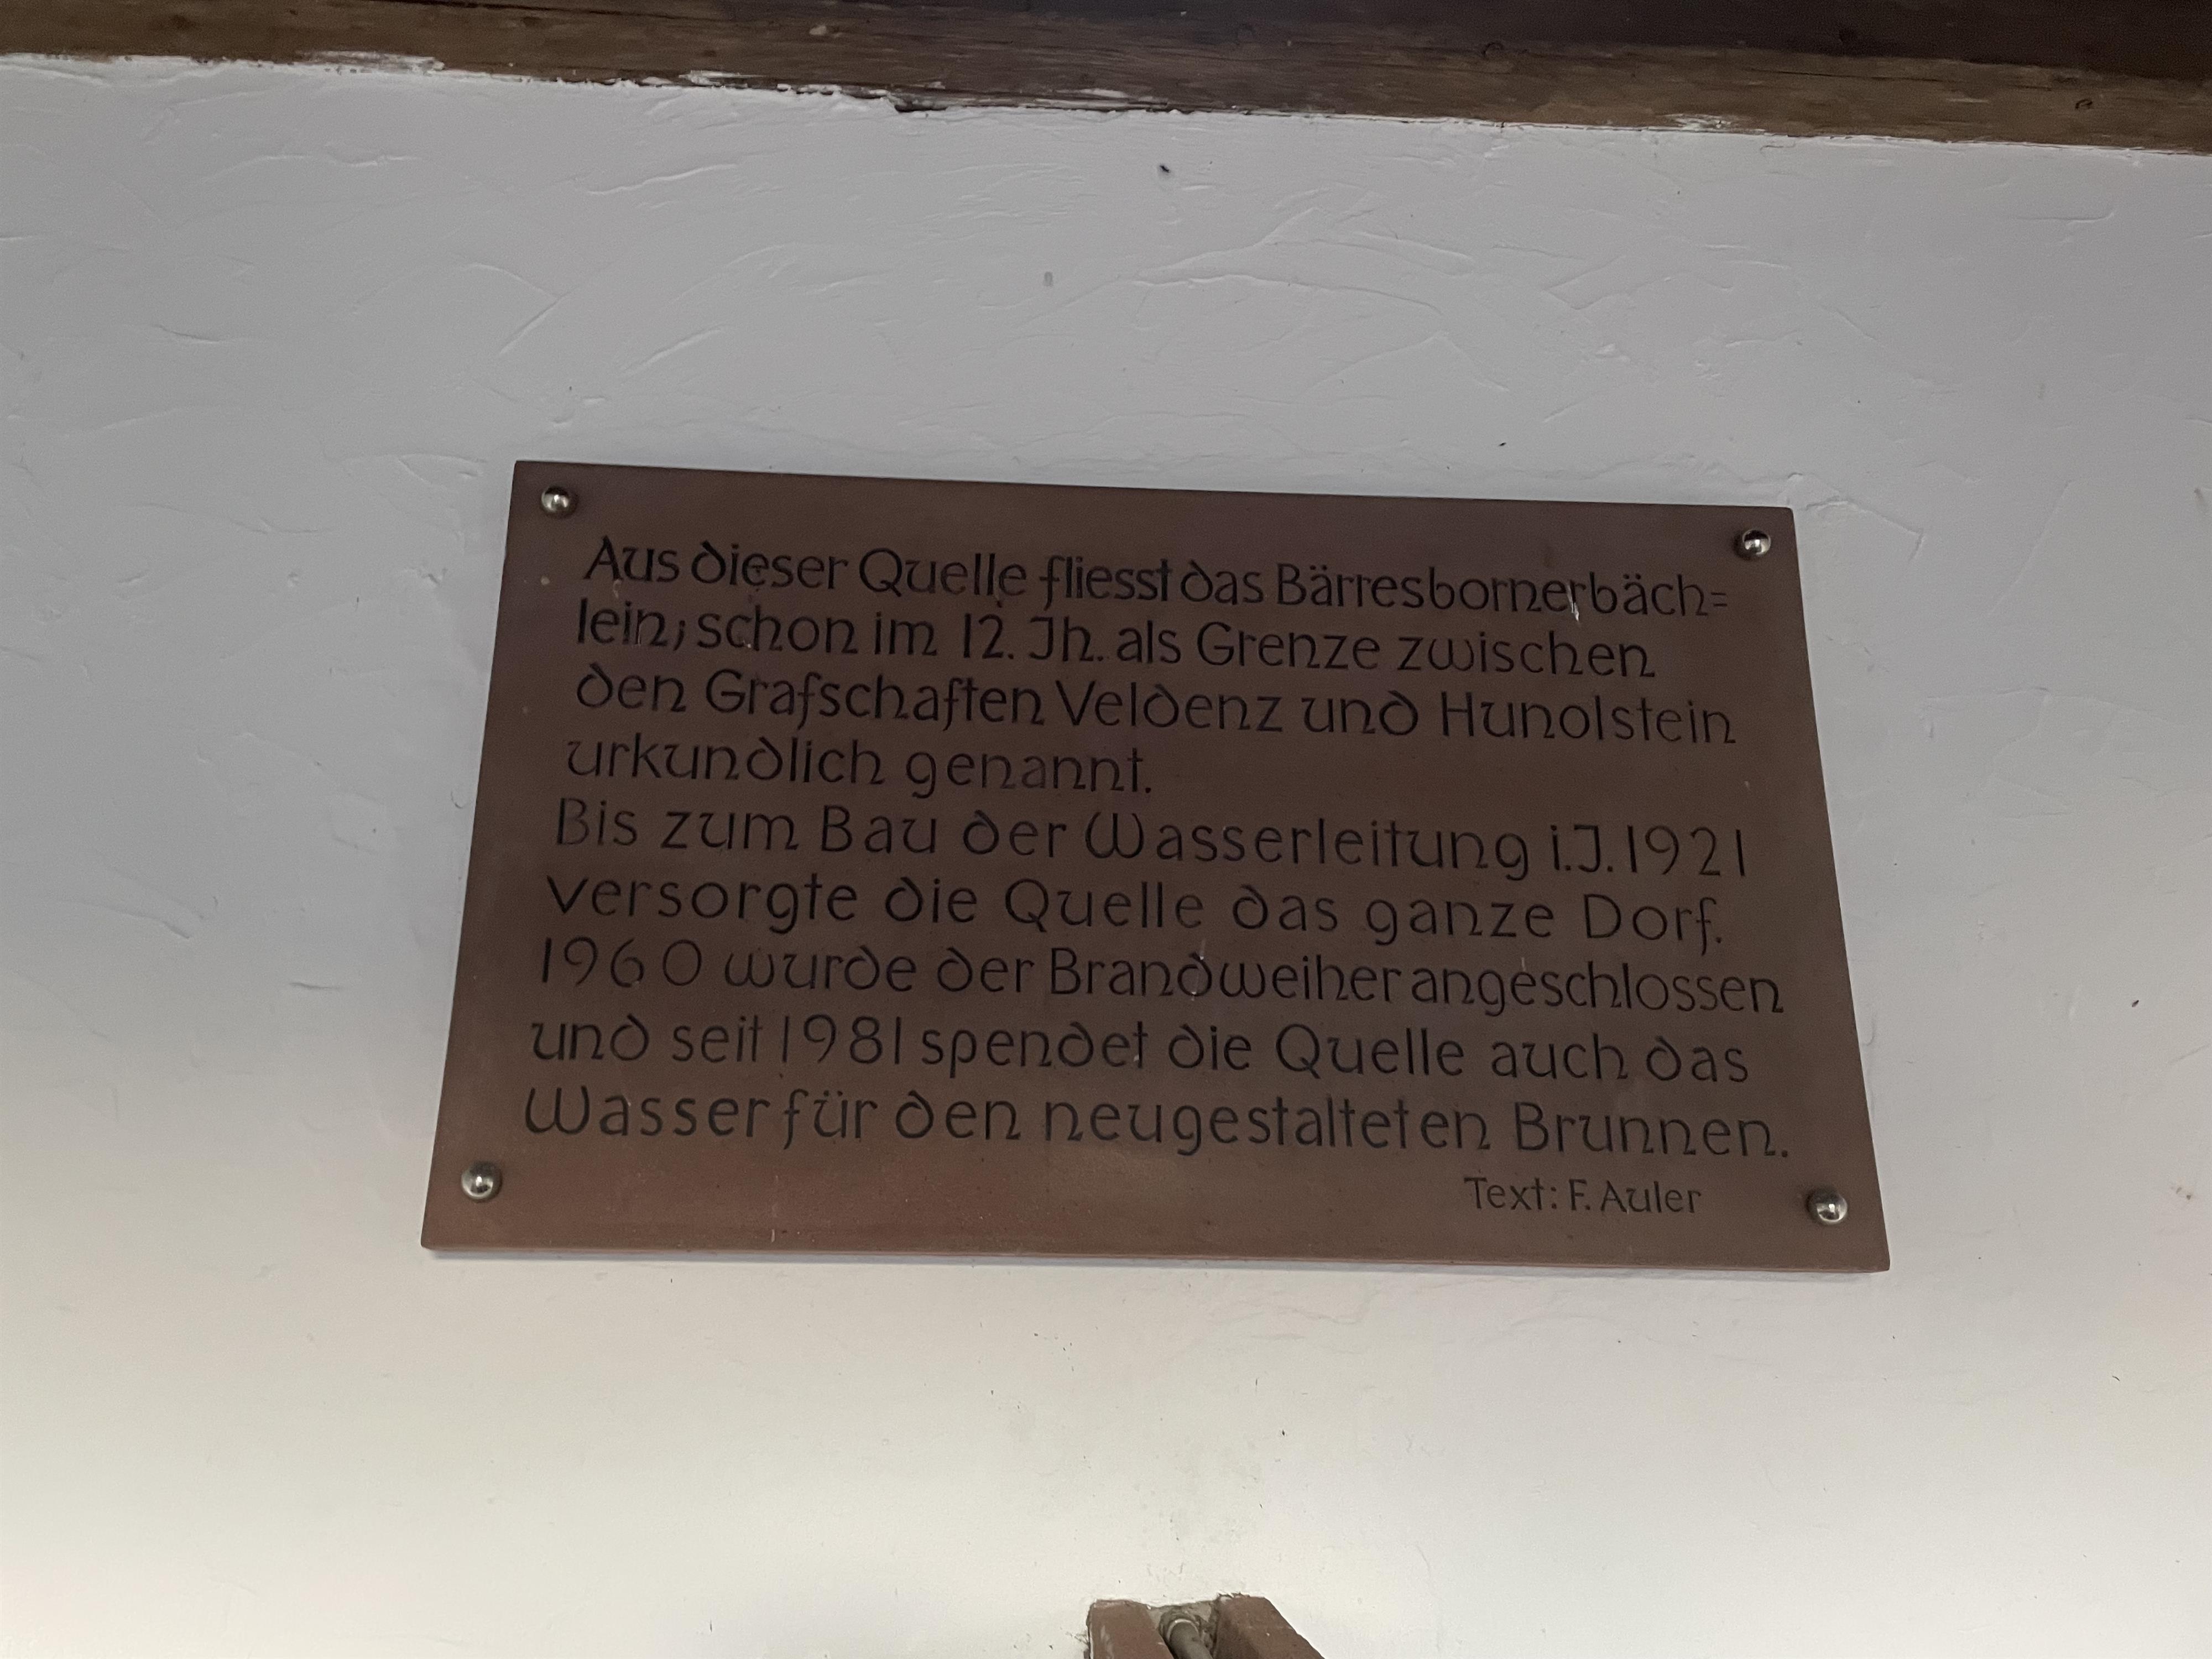 Aus dieser Quelle fliesst das Bärresbornerbäch=
lein; schon im 12. Jh. als Grenze zwischen
den Grafschaften Veldenz und Hunolstein
urkundlich genannt.
Bis zum Bau der Wasserleitung i.J. 1921
versorgte die Quelle das ganze Dorf.
1960 wurde der Brandweiher angeschlossen
und seit 1981 spendet die Quelle auch das
Wasser für den neugestalteten Brunnen.
Text: F. Auler